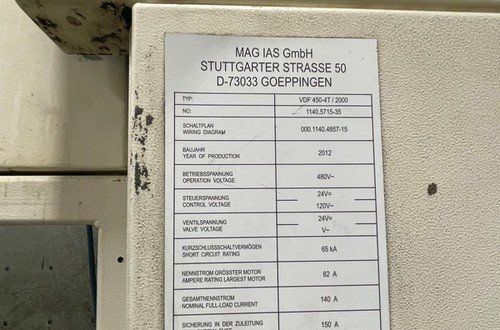 MAG IAS GmbH
STUTTGARTER STRASSE 50
D-73033 GOEPPINGEN
TYP: VDF 450-4T / 2000
NO: 1140.5715-35
SCHALTPLAN
WIRING DIAGRAM 000.1140.4857-15
BAUJAHR
YEAR OF PRODUCTION 2012
BETRIEBSSPANNUNG
OPERATION VOLTAGE 480V~
STEUERSPANNUNG
CONTROL VOLTAGE
24V=
120V~
VENTILSPANNUNG
VALVE VOLTAGE
24V=
V~
KURZSCHLUSSSCHALTVERMÖGEN
SHORT CIRCUIT RATING 65 kA
NENNSTROM GRÖSSTER MOTOR
AMPERE RATING LARGEST MOTOR 62 A
GESAMTNENNSTROM
NOMINAL FULL-LOAD CURRENT 140 A
SICHERUNG IN DER ZULEITUNG 150 A